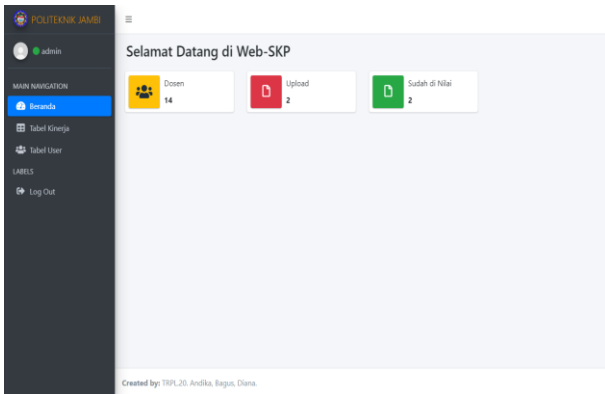 POLITEKNIK JAMBI
admin
MAIN NAVIGATION
Beranda
Tabel Kinerja
Tabel User
LABELS
Log Out
Selamat Datang di Web-SKP
Dosen
14
Upload
2
Sudah di Nilai
2
Created by: TRPL.20. Andika, Bagus, Diana.